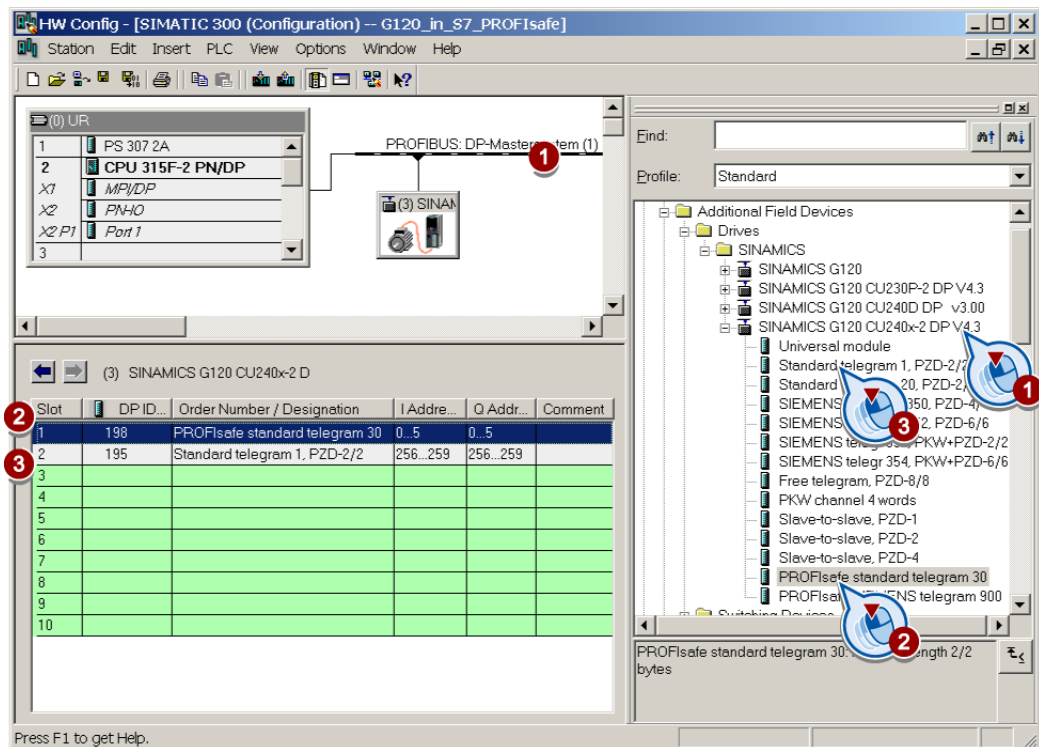 HW Config - [SIMATIC 300 (Configuration) -- G120_in_S7_PROFIsafe]
Station Edit Insert PLC View Options Window Help
(0) UR
1 PS 307 2A
2 CPU 315F-2 PN/DP
X1 MPI/DP
X2 PN-IO
X2 P1 Port 1
3
PROFIBUS: DP-Master tem (1)
1
(3) SINAM
(3) SINAMICS G120 CU240x-2 D
Slot DP ID... Order Number / Designation I Addre... Q Addr... Comment
2
1 198 PROFIsafe standard telegram 30 0...5 0...5
3
2 195 Standard telegram 1, PZD-2/2 256...259 256...259
3
4
5
6
7
8
9
10
Find:
Profile: Standard
Additional Field Devices
Drives
SINAMICS
SINAMICS G120
SINAMICS G120 CU230P-2 DP V4.3
SINAMICS G120 CU240D DP v3.00
SINAMICS G120 CU240x-2 DP V4.3
Universal module
Standard telegram 1, PZD-2/2
1
Standard 20, PZD-2/
SIEMENS 350, PZD-4/
SIEMENS 2, PZD-6/6
3
SIEMENS PKW+PZD-2/2
SIEMENS telegr 354, PKW+PZD-6/6
Free telegram, PZD-8/8
PKW channel 4 words
Slave-to-slave, PZD-1
Slave-to-slave, PZD-2
Slave-to-slave, PZD-4
PROFIsafe standard telegram 30
PROFIsa ENS telegram 900
2
PROFIsafe standard telegram 30: ength 2/2
bytes
Press F1 to get Help.